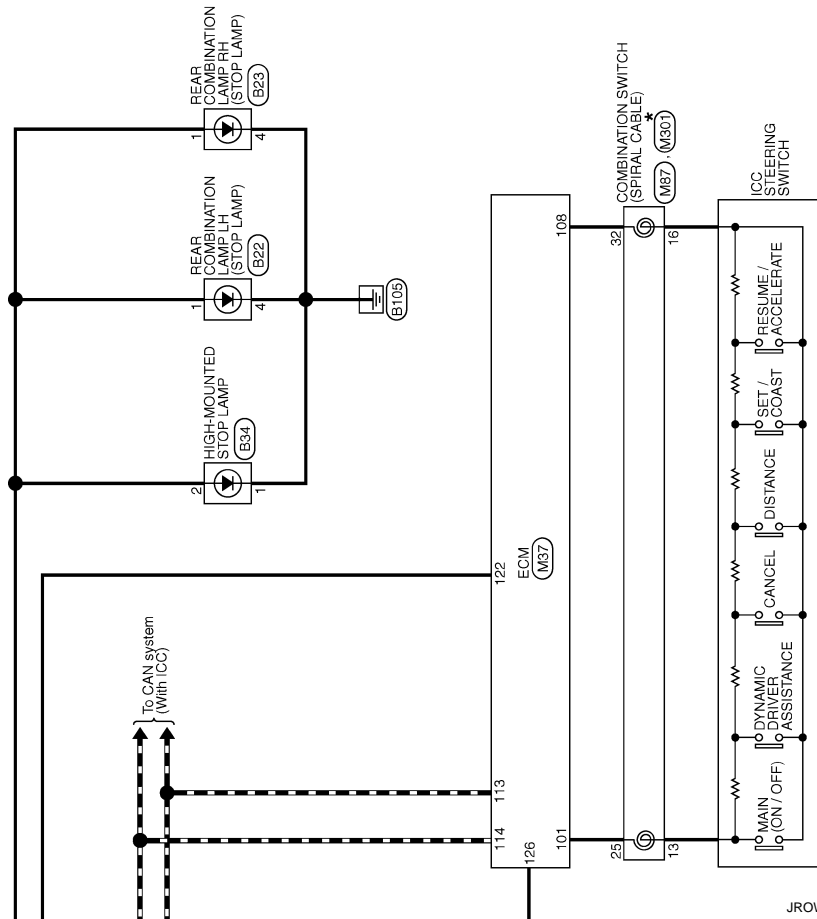 REAR
COMBINATION
LAMP RH
(STOP LAMP)
B23
1
4
REAR
COMBINATION
LAMP LH
(STOP LAMP)
B22
1
4
B105
HIGH-MOUNTED
STOP LAMP
B34
2
1
To CAN system
(With ICC)
122
113
114
126
101
108
ECM
M37
COMBINATION SWITCH
(SPIRAL CABLE)
M87 , M301 *
32
16
25
13
ICC
STEERING
SWITCH
RESUME /
ACCELERATE
SET /
COAST
DISTANCE
CANCEL
DYNAMIC
DRIVER
ASSISTANCE
MAIN
(ON / OFF)